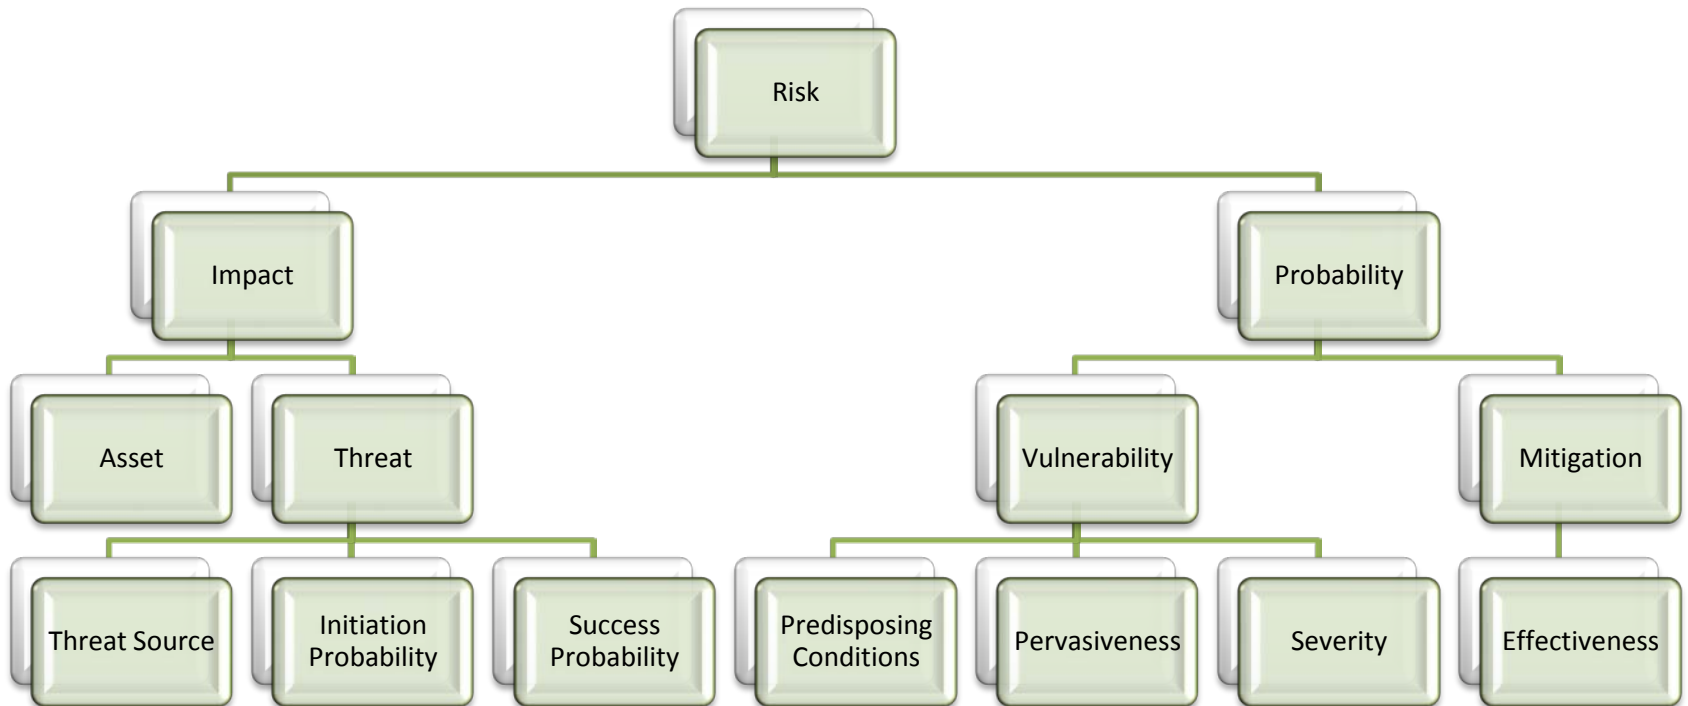 Risk
Impact
Probability
Asset
Threat
Vulnerability
Mitigation
Threat Source
Initiation
Probability
Success
Probability
Predisposing
Conditions
Pervasiveness
Severity
Effectiveness